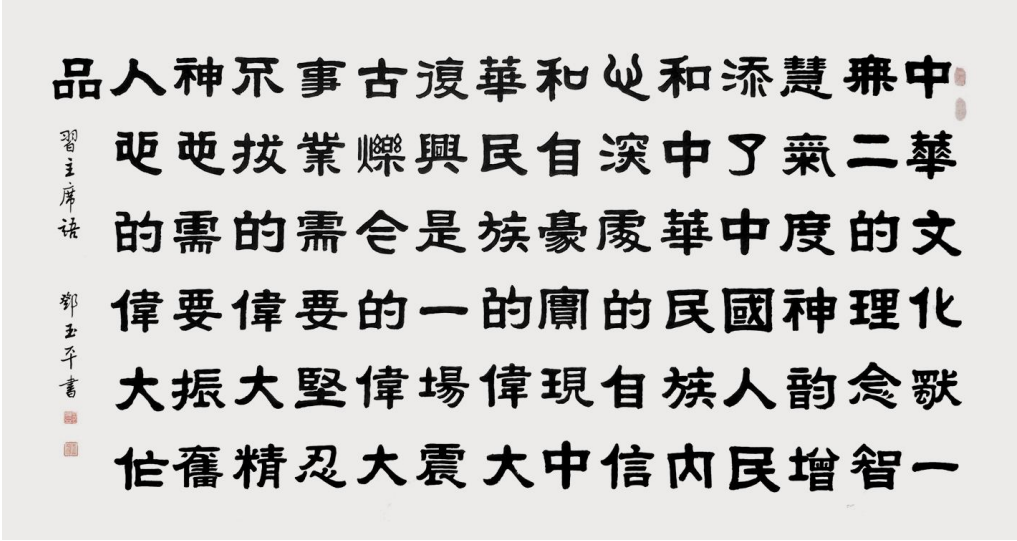 中華文化獨一
無二的理念智
慧氣度神韵增
添了中國人民
和中華民族内
心深處的自信
和自豪實現中
華民族的偉大
復興是一場震
古爍今的偉大
事業需要堅忍
不拔的偉大精
神也需要振奮
人心的偉大作
品
習主席語 鄧玉平書